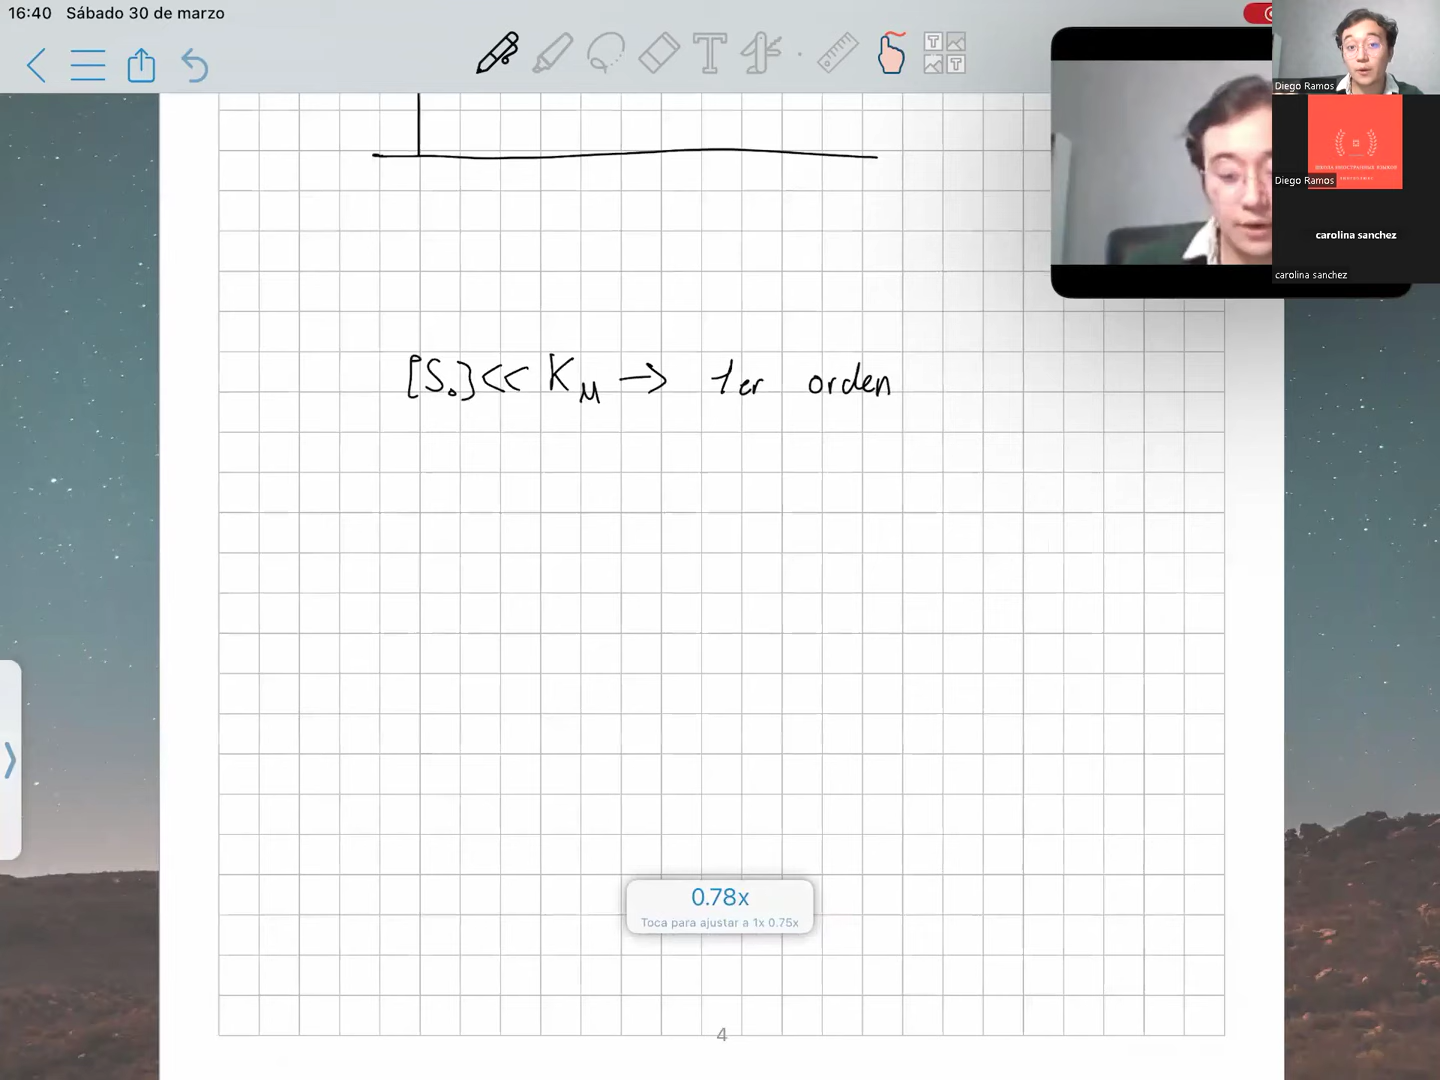 16:40 Sábado 30 de marzo
T
T
T
Diego Ramos
Diego Ramos
carolina sanchez
carolina sanchez
[S₀] << K_M → 1er orden
0.78x
Toca para ajustar a 1x 0.75x
4